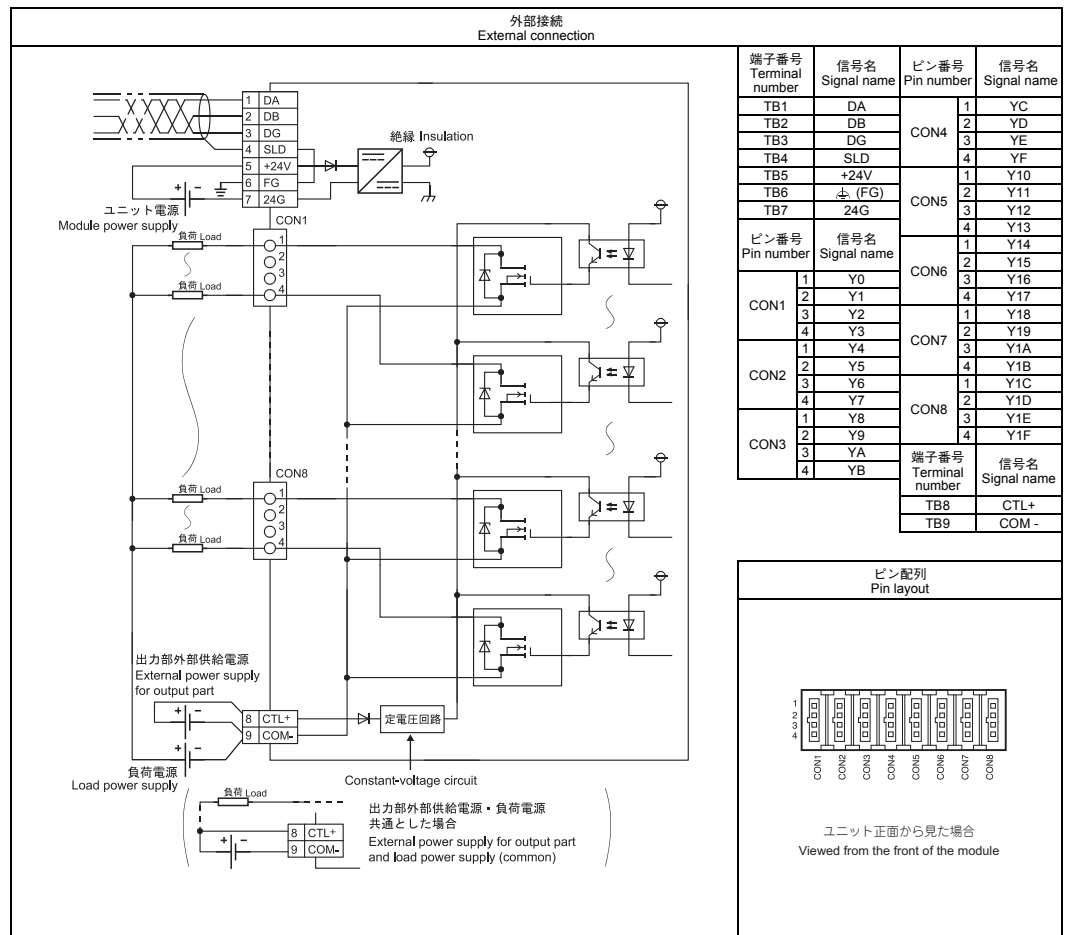 外部接続
External connection
1 DA
2 DB
3 DG
4 SLD
5 +24V
6 FG
7 24G
絶縁 Insulation
ユニット電源
Module power supply
CON1
負荷 Load
1
2
3
4
負荷 Load
CON8
負荷 Load
1
2
3
4
負荷 Load
出力部外部供給電源
External power supply
for output part
8 CTL+
9 COM-
定電圧回路
負荷電源
Load power supply
Constant-voltage circuit
負荷 Load
8 CTL+
9 COM-
出力部外部供給電源・負荷電源
共通とした場合
External power supply for output part
and load power supply (common)
端子番号 信号名
Terminal number Signal name
TB1 DA
TB2 DB
TB3 DG
TB4 SLD
TB5 +24V
TB6 (FG)
TB7 24G
ピン番号 信号名
Pin number Signal name
CON1 1 Y0
2 Y1
3 Y2
4 Y3
CON2 1 Y4
2 Y5
3 Y6
4 Y7
CON3 1 Y8
2 Y9
3 YA
4 YB
ピン番号 信号名
Pin number Signal name
CON4 1 YC
2 YD
3 YE
4 YF
CON5 1 Y10
2 Y11
3 Y12
4 Y13
CON6 1 Y14
2 Y15
3 Y16
4 Y17
CON7 1 Y18
2 Y19
3 Y1A
4 Y1B
CON8 1 Y1C
2 Y1D
3 Y1E
4 Y1F
端子番号 信号名
Terminal number Signal name
TB8 CTL+
TB9 COM -
ピン配列
Pin layout
1
2
3
4
CON1 CON2 CON3 CON4 CON5 CON6 CON7 CON8
ユニット正面から見た場合
Viewed from the front of the module